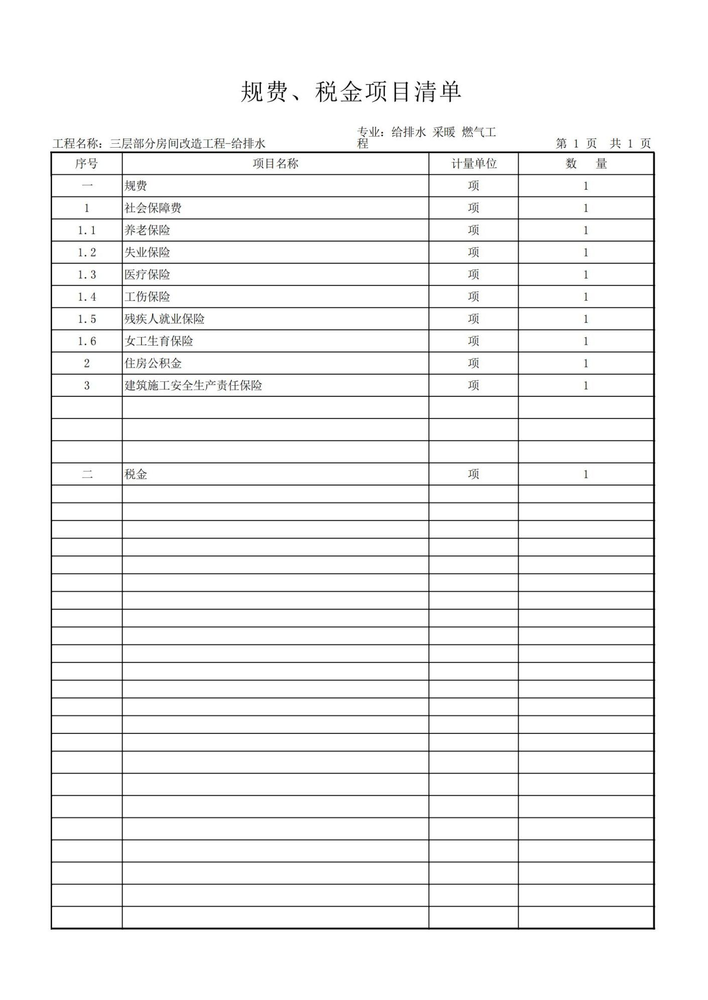 规费、税金项目清单
专业：给排水 采暖 燃气工
工程名称：三层部分房间改造工程-给排水 程 第 1 页 共 1 页
序号 项目名称 计量单位 数 量
一 规费 项 1
1 社会保障费 项 1
1.1 养老保险 项 1
1.2 失业保险 项 1
1.3 医疗保险 项 1
1.4 工伤保险 项 1
1.5 残疾人就业保险 项 1
1.6 女工生育保险 项 1
2 住房公积金 项 1
3 建筑施工安全生产责任保险 项 1
二 税金 项 1